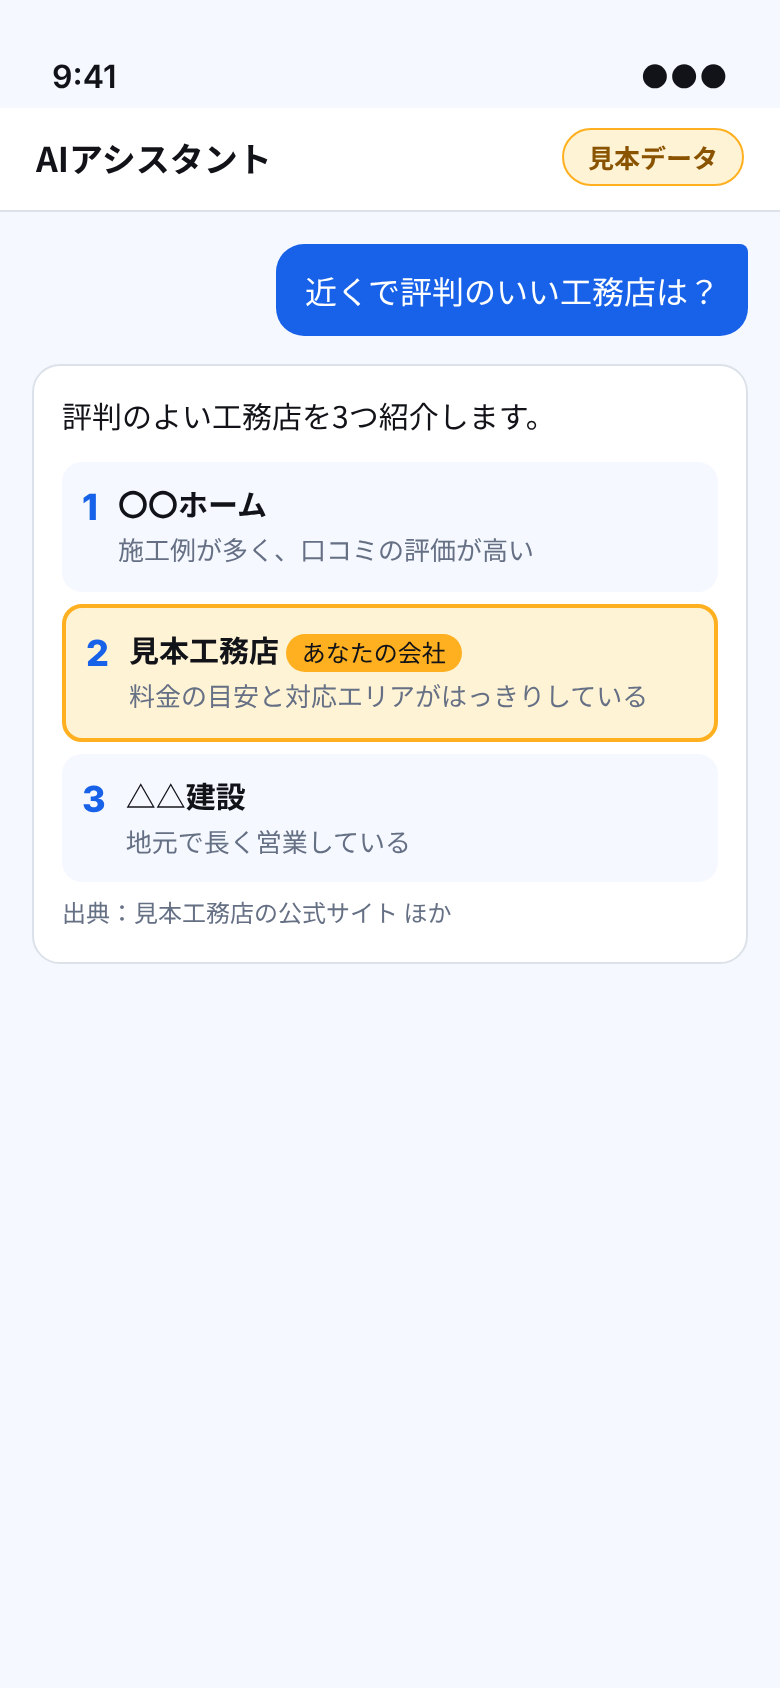 9:41
AIアシスタント
見本データ
近くで評判のいい工務店は？
評判のよい工務店を3つ紹介します。
1 〇〇ホーム
施工例が多く、口コミの評価が高い
2 見本工務店 あなたの会社
料金の目安と対応エリアがはっきりしている
3 △△建設
地元で長く営業している
出典：見本工務店の公式サイト ほか